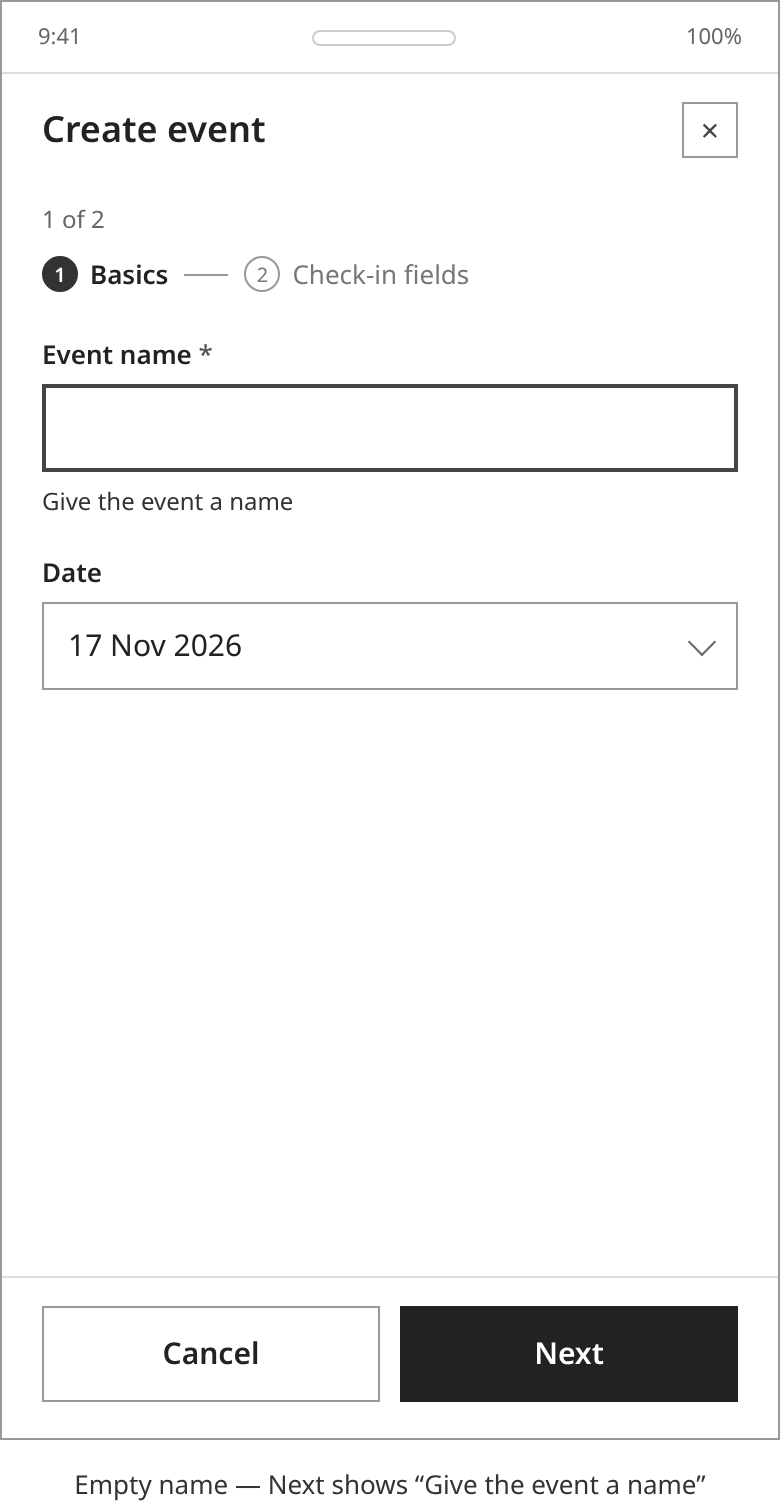 9:41 100%
Create event ×
1 of 2
1 Basics 2 Check-in fields
Event name *
Give the event a name
Date
17 Nov 2026
Cancel Next
Empty name — Next shows “Give the event a name”